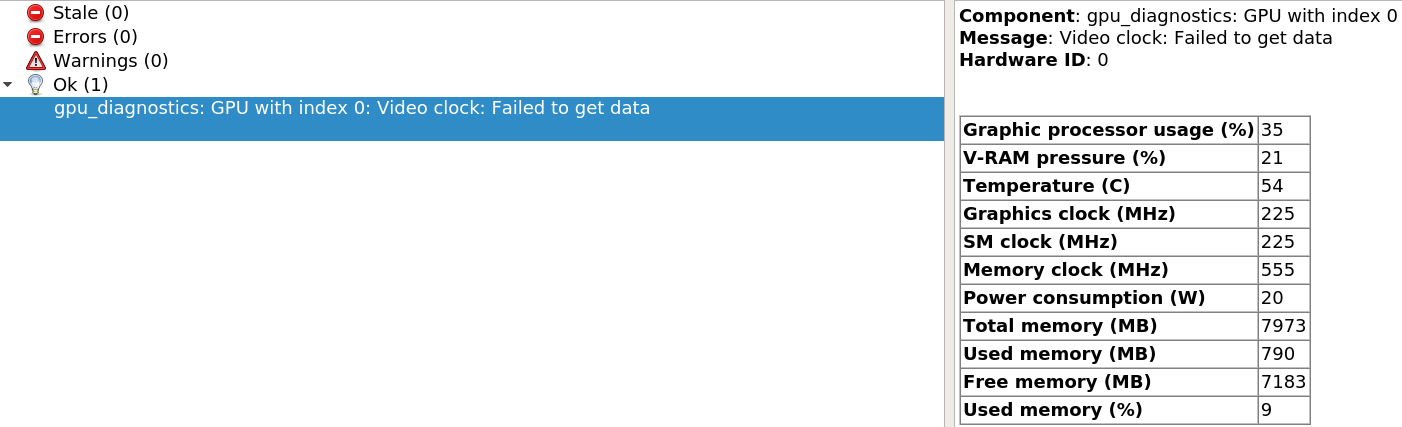 Stale (0)
Errors (0)
Warnings (0)
Ok (1)
gpu_diagnostics: GPU with index 0: Video clock: Failed to get data
Component: gpu_diagnostics: GPU with index 0
Message: Video clock: Failed to get data
Hardware ID: 0
Graphic processor usage (%) 35
V-RAM pressure (%) 21
Temperature (C) 54
Graphics clock (MHz) 225
SM clock (MHz) 225
Memory clock (MHz) 555
Power consumption (W) 20
Total memory (MB) 7973
Used memory (MB) 790
Free memory (MB) 7183
Used memory (%) 9